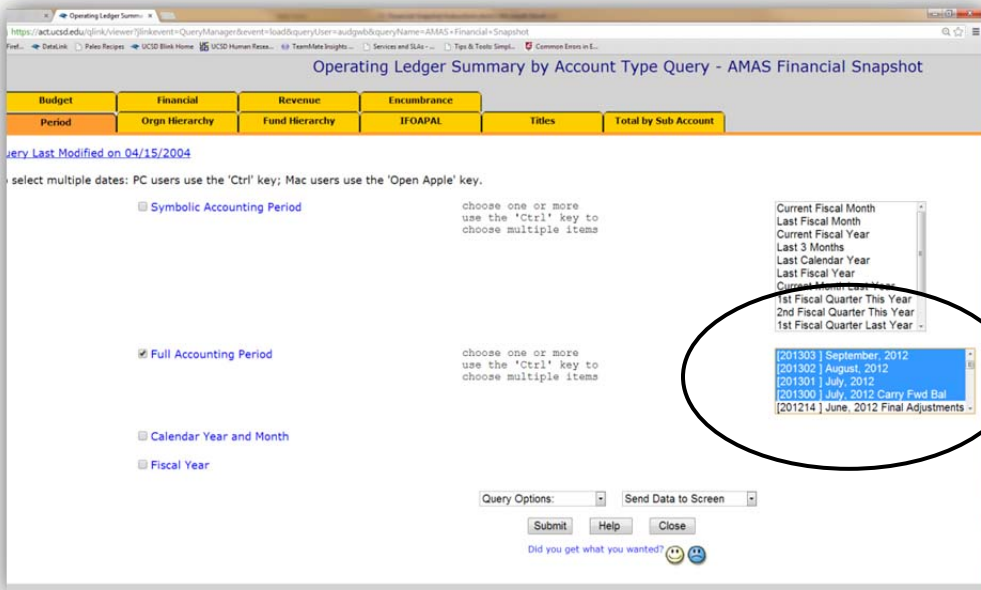 Operating Ledger Summ
https://act.ucsd.edu/qlink/viewer?jlinkevent=QueryManager&event=load&queryUser=audgwb&queryName=AMAS+Financial+Snapshot
DataLink Paleo Recipes UCSD Blink Home UCSD Human Resea... TeamMate Insights... Services and SLAs - ... Tips & Tools: Simpl... Common Errors in E...
Operating Ledger Summary by Account Type Query - AMAS Financial Snapshot
Budget Financial Revenue Encumbrance
Period Orgn Hierarchy Fund Hierarchy IFOAPAL Titles Total by Sub Account
uery Last Modified on 04/15/2004
select multiple dates: PC users use the 'Ctrl' key; Mac users use the 'Open Apple' key.
Symbolic Accounting Period
choose one or more
use the 'Ctrl' key to
choose multiple items
Current Fiscal Month
Last Fiscal Month
Current Fiscal Year
Last 3 Months
Last Calendar Year
Last Fiscal Year
Current Month Last Year
1st Fiscal Quarter This Year
2nd Fiscal Quarter This Year
1st Fiscal Quarter Last Year
Full Accounting Period
choose one or more
use the 'Ctrl' key to
choose multiple items
[201303 ] September, 2012
[201302 ] August, 2012
[201301 ] July, 2012
[201300 ] July, 2012 Carry Fwd Bal
[201214 ] June, 2012 Final Adjustments
Calendar Year and Month
Fiscal Year
Query Options: Send Data to Screen
Submit Help Close
Did you get what you wanted?